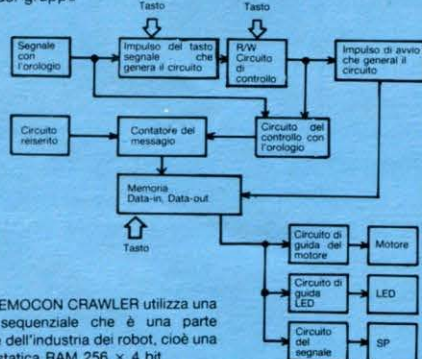 gruppo
Tasto
Tasto
Segnale
con
l'orologio
Impulso del tasto
segnale che
genera il circuito
R/W
Circuito
di
controllo
Impulso di avvio
che general il
circuito
Circuito
reiserito
Contatore del
messagio
Circuito del
controllo con
l'orologio
Memoria
Data-in, Data-out
Tasto
Circuito di
guida del
motore
Motore
Circuito di
guida
LED
LED
Circuito
del
segnale
SP
EMOCON CRAWLER utilizza una
sequenziale che è una parte
dell'industria dei robot, cioè una
statica RAM 256 × 4 bit